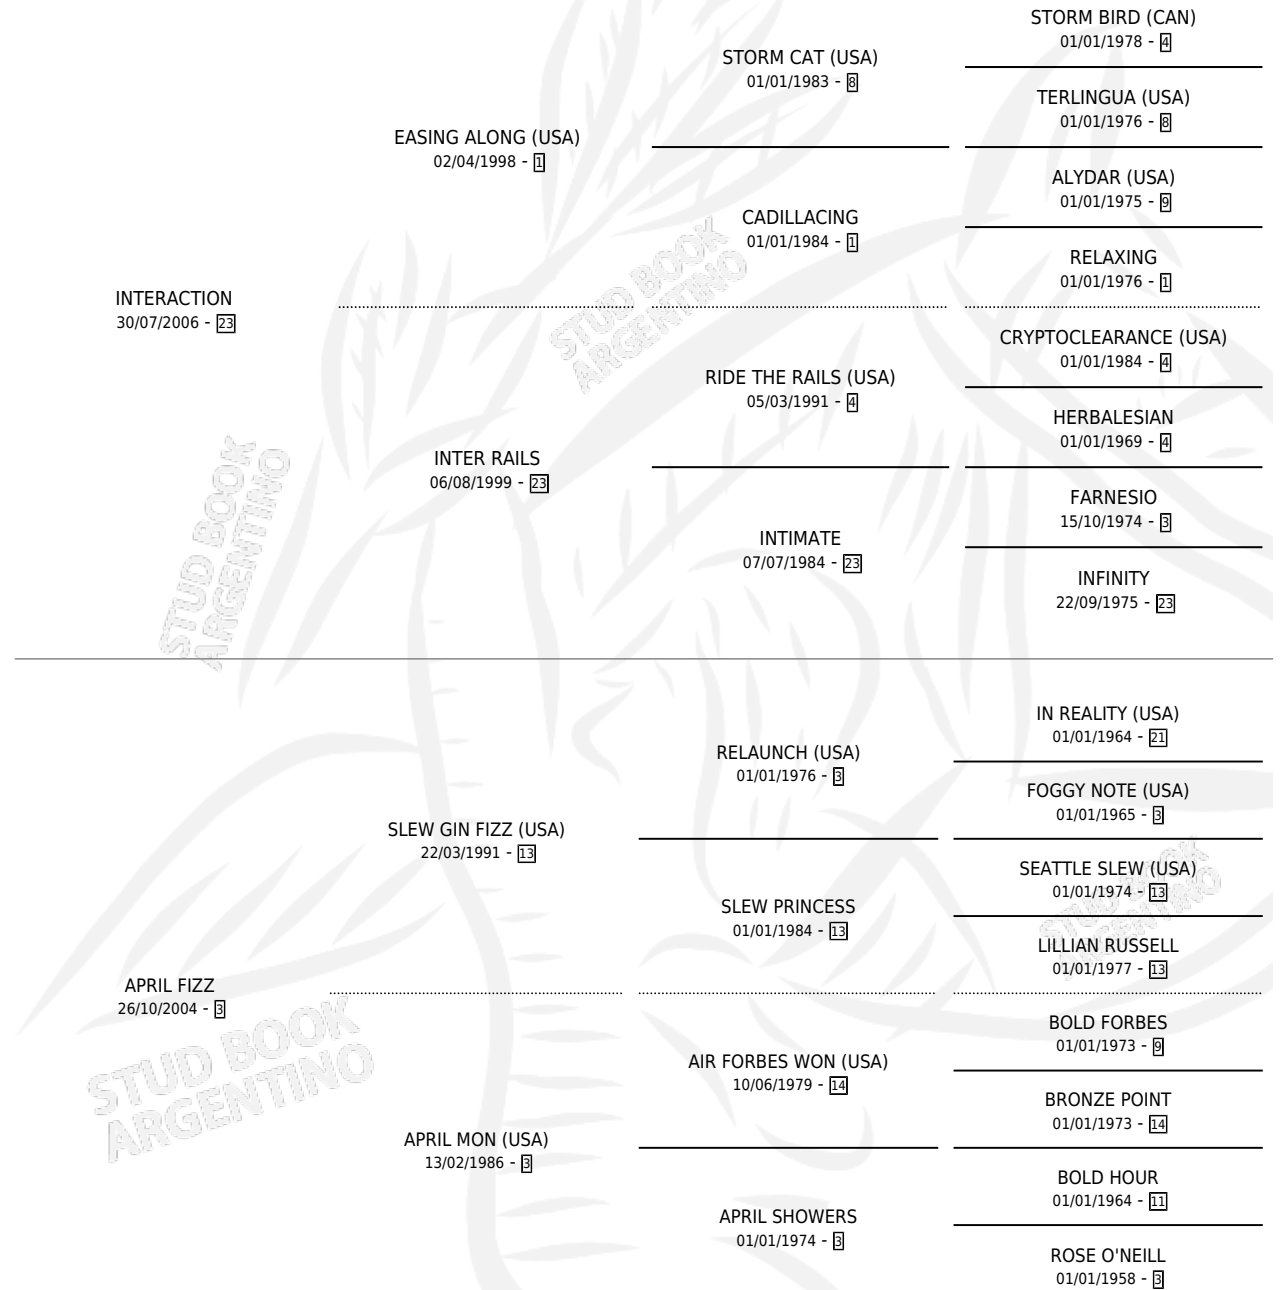 STORM BIRD (CAN)
01/01/1978 - 4
STORM CAT (USA)
01/01/1983 - 8
TERLINGUA (USA)
01/01/1976 - 8
EASING ALONG (USA)
02/04/1998 - 1
ALYDAR (USA)
01/01/1975 - 9
CADILLACING
01/01/1984 - 1
RELAXING
01/01/1976 - 1
INTERACTION
30/07/2006 - 23
CRYPTOCLEARANCE (USA)
01/01/1984 - 4
RIDE THE RAILS (USA)
05/03/1991 - 4
HERBALESIAN
01/01/1969 - 4
INTER RAILS
06/08/1999 - 23
FARNESIO
15/10/1974 - 3
INTIMATE
07/07/1984 - 23
INFINITY
22/09/1975 - 23
IN REALITY (USA)
01/01/1964 - 21
RELAUNCH (USA)
01/01/1976 - 3
FOGGY NOTE (USA)
01/01/1965 - 3
SLEW GIN FIZZ (USA)
22/03/1991 - 13
SEATTLE SLEW (USA)
01/01/1974 - 13
SLEW PRINCESS
01/01/1984 - 13
LILLIAN RUSSELL
01/01/1977 - 13
APRIL FIZZ
26/10/2004 - 3
BOLD FORBES
01/01/1973 - 9
AIR FORBES WON (USA)
10/06/1979 - 14
BRONZE POINT
01/01/1973 - 14
APRIL MON (USA)
13/02/1986 - 3
BOLD HOUR
01/01/1964 - 11
APRIL SHOWERS
01/01/1974 - 3
ROSE O'NEILL
01/01/1958 - 3
STUD BOOK
ARGENTINO
STUD BOOK
ARGENTINO
STUD BOOK
ARGENTINO
STUD BOOK
ARGENTINO